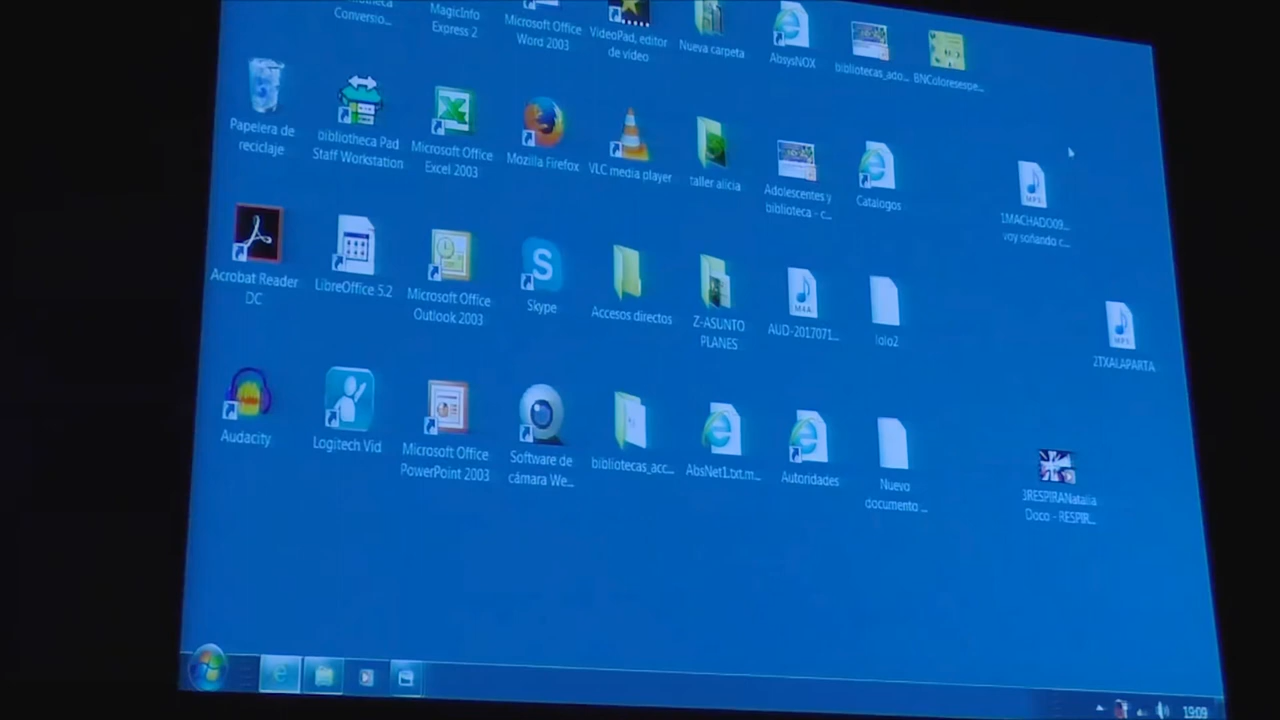 Conversio...
MagicInfo
Express 2
Microsoft Office
Word 2003
VideoPad, editor
de video
Nueva carpeta
AbsysNOX
bibliotecas_ado...
BNColoresespe...
Papelera de
reciclaje
bibliotheca Pad
Staff Workstation
Microsoft Office
Excel 2003
Mozilla Firefox
VLC media player
taller alicia
Adolescentes y
biblioteca - c...
Catalogos
MP3
1MACHADO09...
voy soñando c...
Acrobat Reader
DC
LibreOffice 5.2
Microsoft Office
Outlook 2003
S
Skype
Accesos directos
Z-ASUNTO
PLANES
M4A
AUD-2017071...
lolo2
MP3
2TXALAPARTA
Audacity
Logitech Vid
Microsoft Office
PowerPoint 2003
Software de
cámara We...
bibliotecas_acc...
AbsNet1.txt.m...
Autoridades
Nuevo
documento ...
3RESPIRANatalia
Doco - RESPIR...
19:09